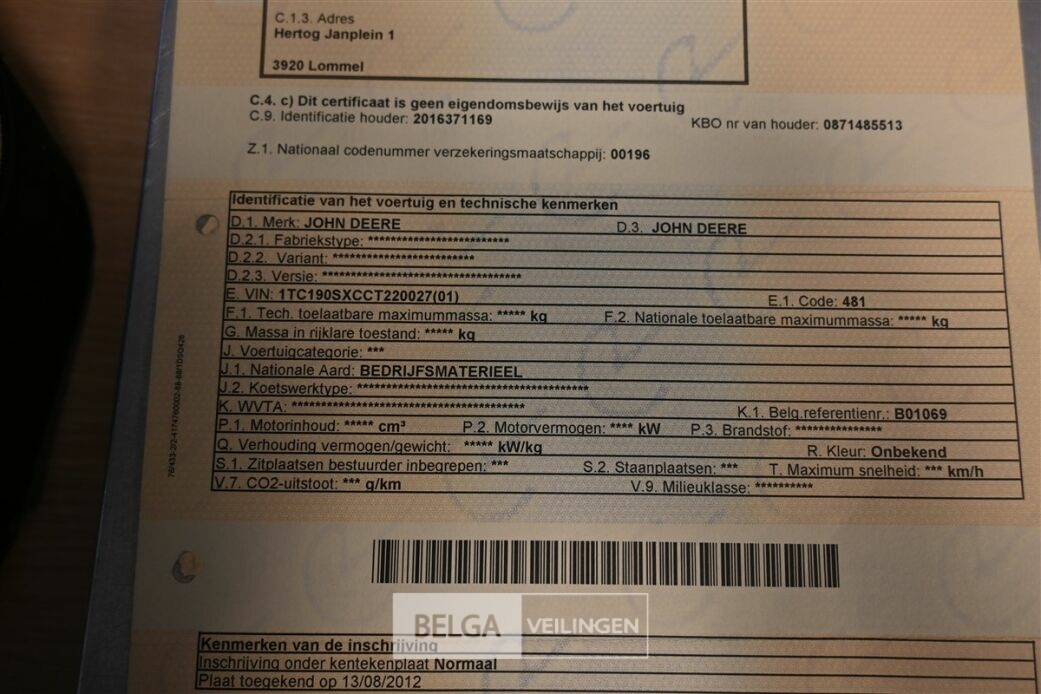 C.1.3. Adres
Hertog Janplein 1
3920 Lommel
C.4. c) Dit certificaat is geen eigendomsbewijs van het voertuig
C.9. Identificatie houder: 2016371169 KBO nr van houder: 0871485513
Z.1. Nationaal codenummer verzekeringsmaatschappij: 00196
Identificatie van het voertuig en technische kenmerken
D.1. Merk: JOHN DEERE D.3. JOHN DEERE
D.2.1. Fabriekstype: *************************
D.2.2. Variant: *************************
D.2.3. Versie: ***********************************
E. VIN: 1TC190SXCCT220027(01) E.1. Code: 481
F.1. Tech. toelaatbare maximummassa: ***** kg F.2. Nationale toelaatbare maximummassa: ***** kg
G. Massa in rijklare toestand: ***** kg
J. Voertuigcategorie: ***
J.1. Nationale Aard: BEDRIJFSMATERIEEL
J.2. Koetswerktype: *****************************************
K. WVTA: ***************************************** K.1. Belg.referentienr.: B01069
P.1. Motorinhoud: ***** cm³ P.2. Motorvermogen: **** kW P.3. Brandstof: ***************
Q. Verhouding vermogen/gewicht: ***** kW/kg R. Kleur: Onbekend
S.1. Zitplaatsen bestuurder inbegrepen: *** S.2. Staanplaatsen: *** T. Maximum snelheid: *** km/h
V.7. CO2-uitstoot: *** g/km V.9. Milieuklasse: **********
BELGA VEILINGEN
Kenmerken van de inschrijving
Inschrijving onder kentekenplaat Normaal
Plaat toegekend op 13/08/2012